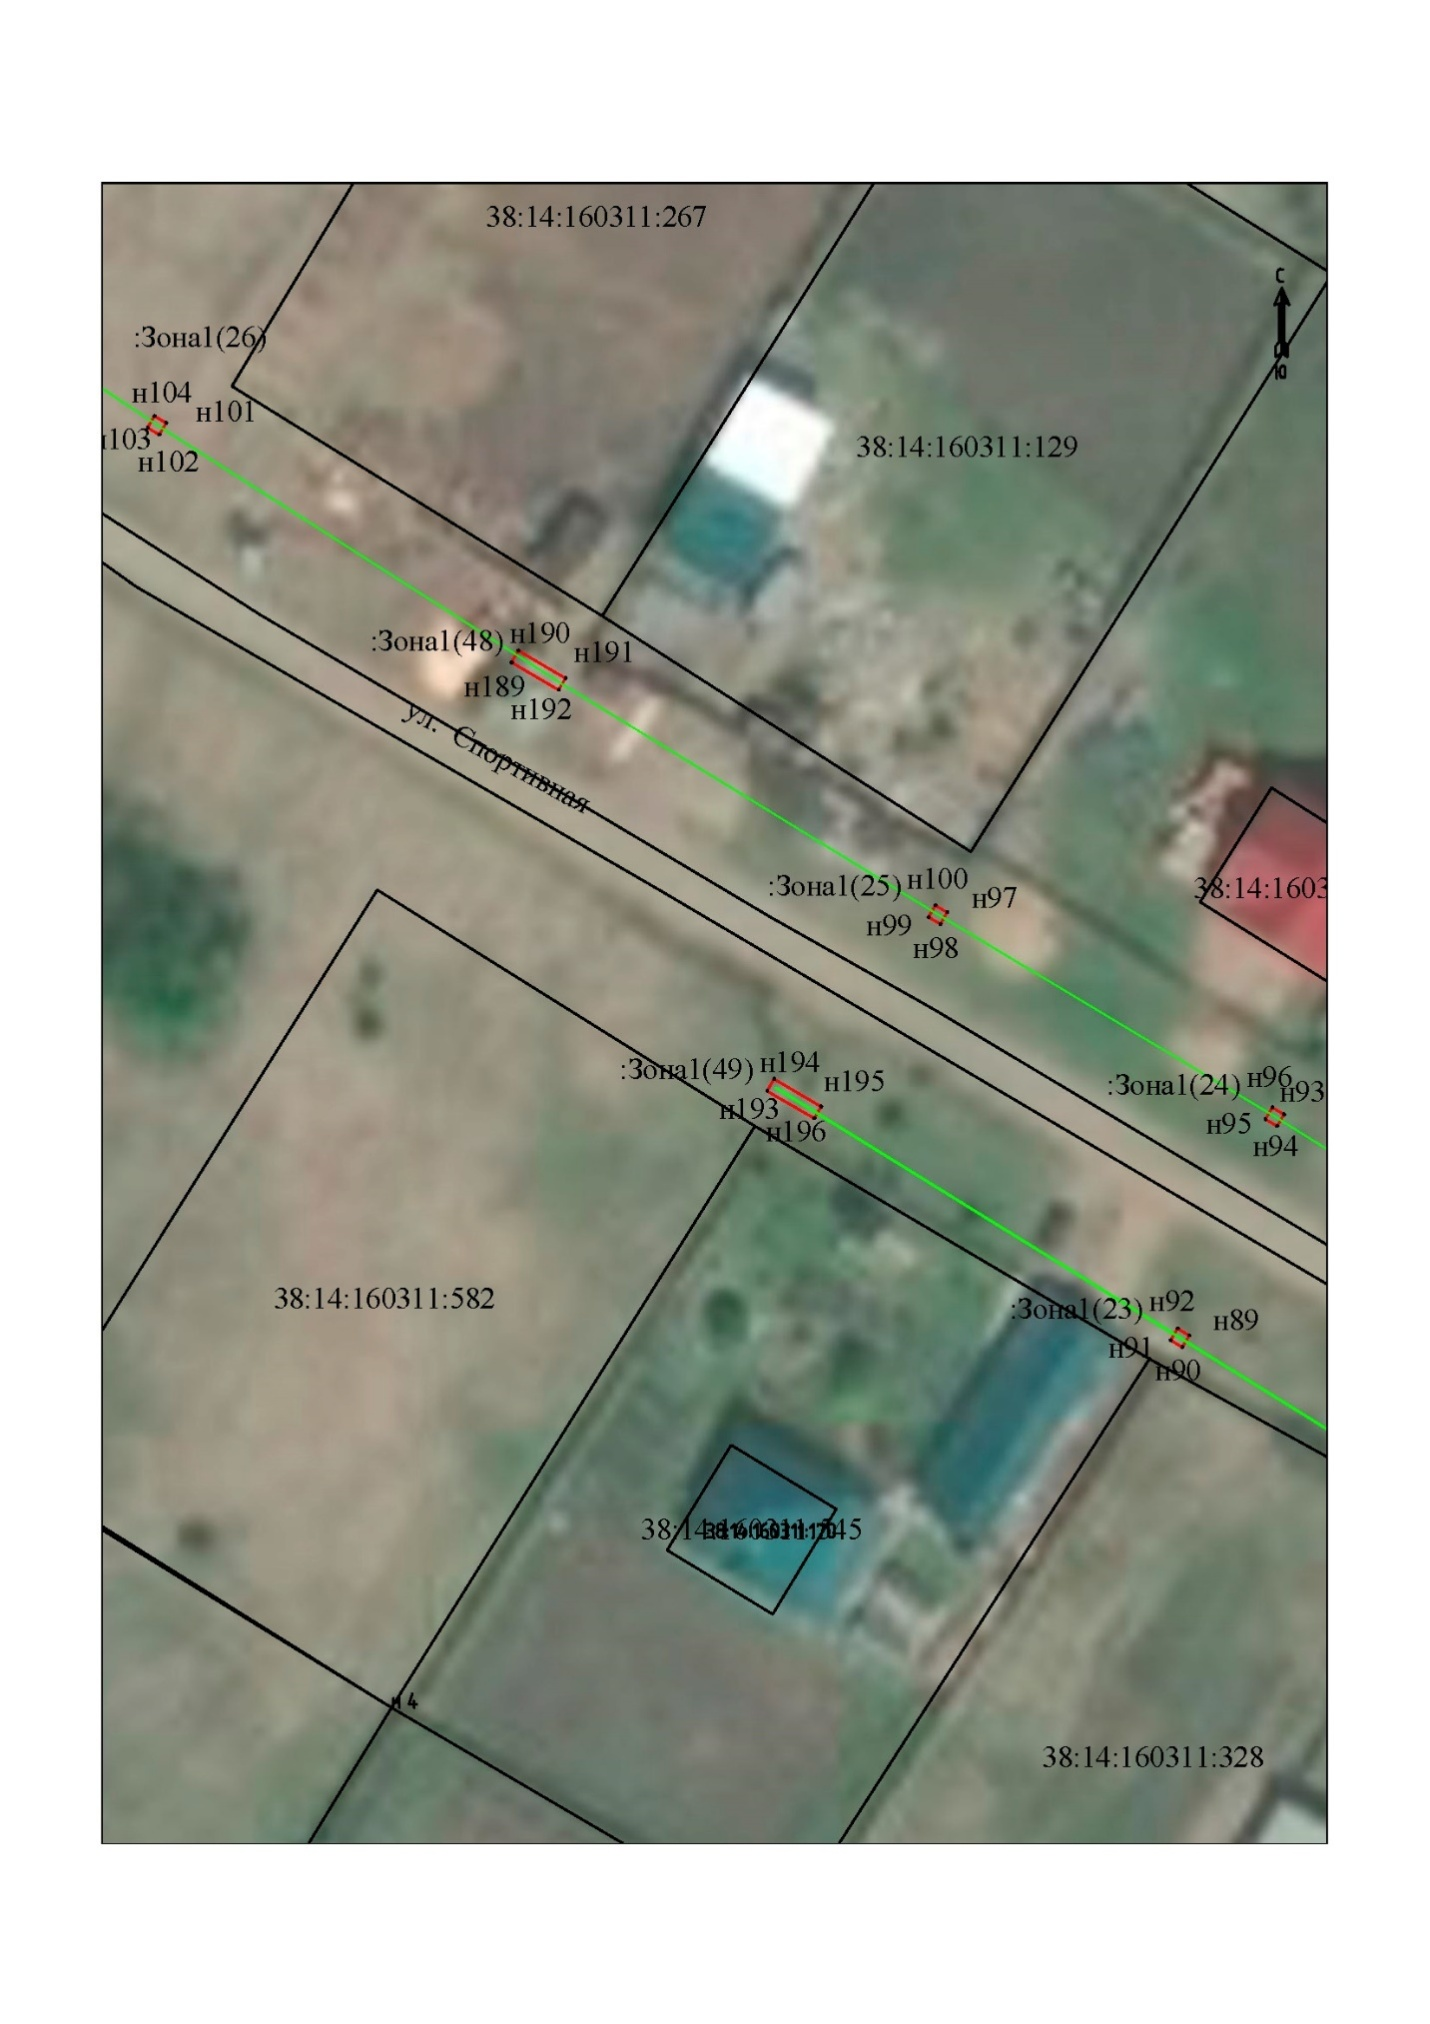 38:14:160311:267
С
:Зона1(26)
н104
н101
н103
н102
38:14:160311:129
:Зона1(48)
н190
н191
н189
н192
ул. Спортивная
:Зона1(25)
н100
н97
38:14:1603
н99
н98
:Зона1(49)
н194
н195
:Зона1(24)
н96
н93
н193
н196
н95
н94
38:14:160311:582
:Зона1(23)
н92
н89
н91
н90
н4
38:14:160311:328